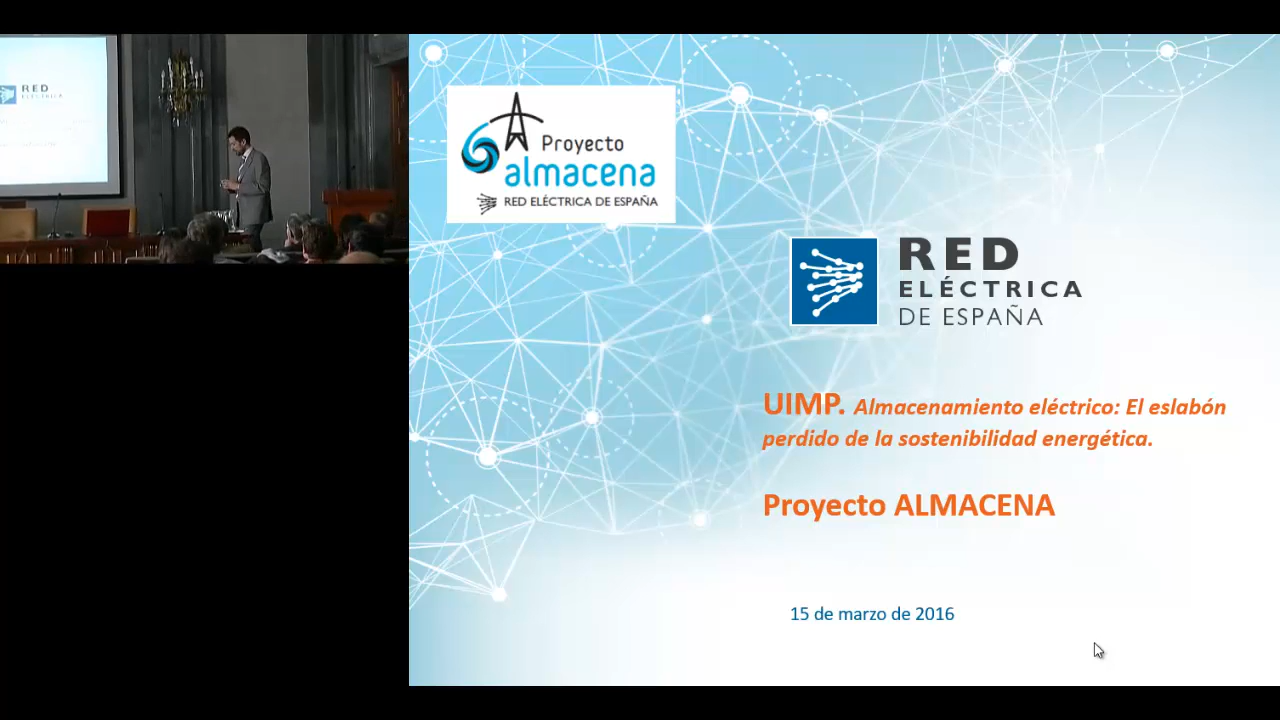 RED
Proyecto
almacena
RED ELÉCTRICA DE ESPAÑA
RED
ELÉCTRICA
DE ESPAÑA
UIMP. Almacenamiento eléctrico: El eslabón
perdido de la sostenibilidad energética.
Proyecto ALMACENA
15 de marzo de 2016